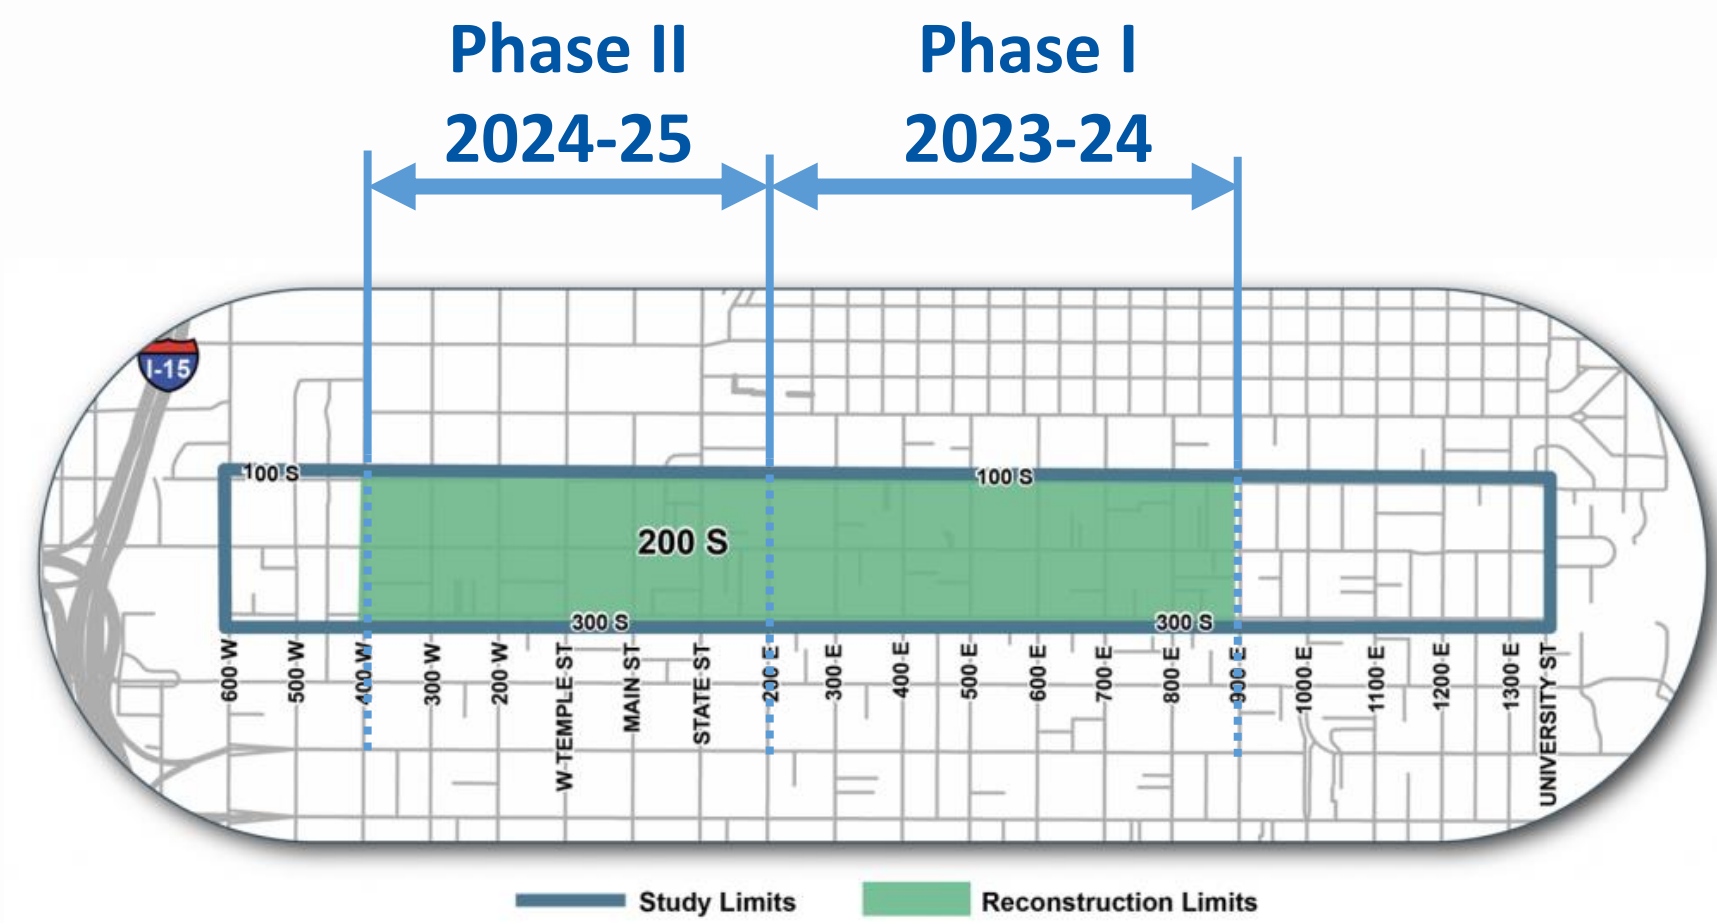 Phase II
2024-25
Phase I
2023-24
I-15
100 S
100 S
200 S
300 S
300 S
600 W
500 W
400 W
300 W
200 W
W TEMPLE ST
MAIN ST
STATE ST
200 E
300 E
400 E
500 E
600 E
700 E
800 E
900 E
1000 E
1100 E
1200 E
1300 E
UNIVERSITY ST
Study Limits
Reconstruction Limits